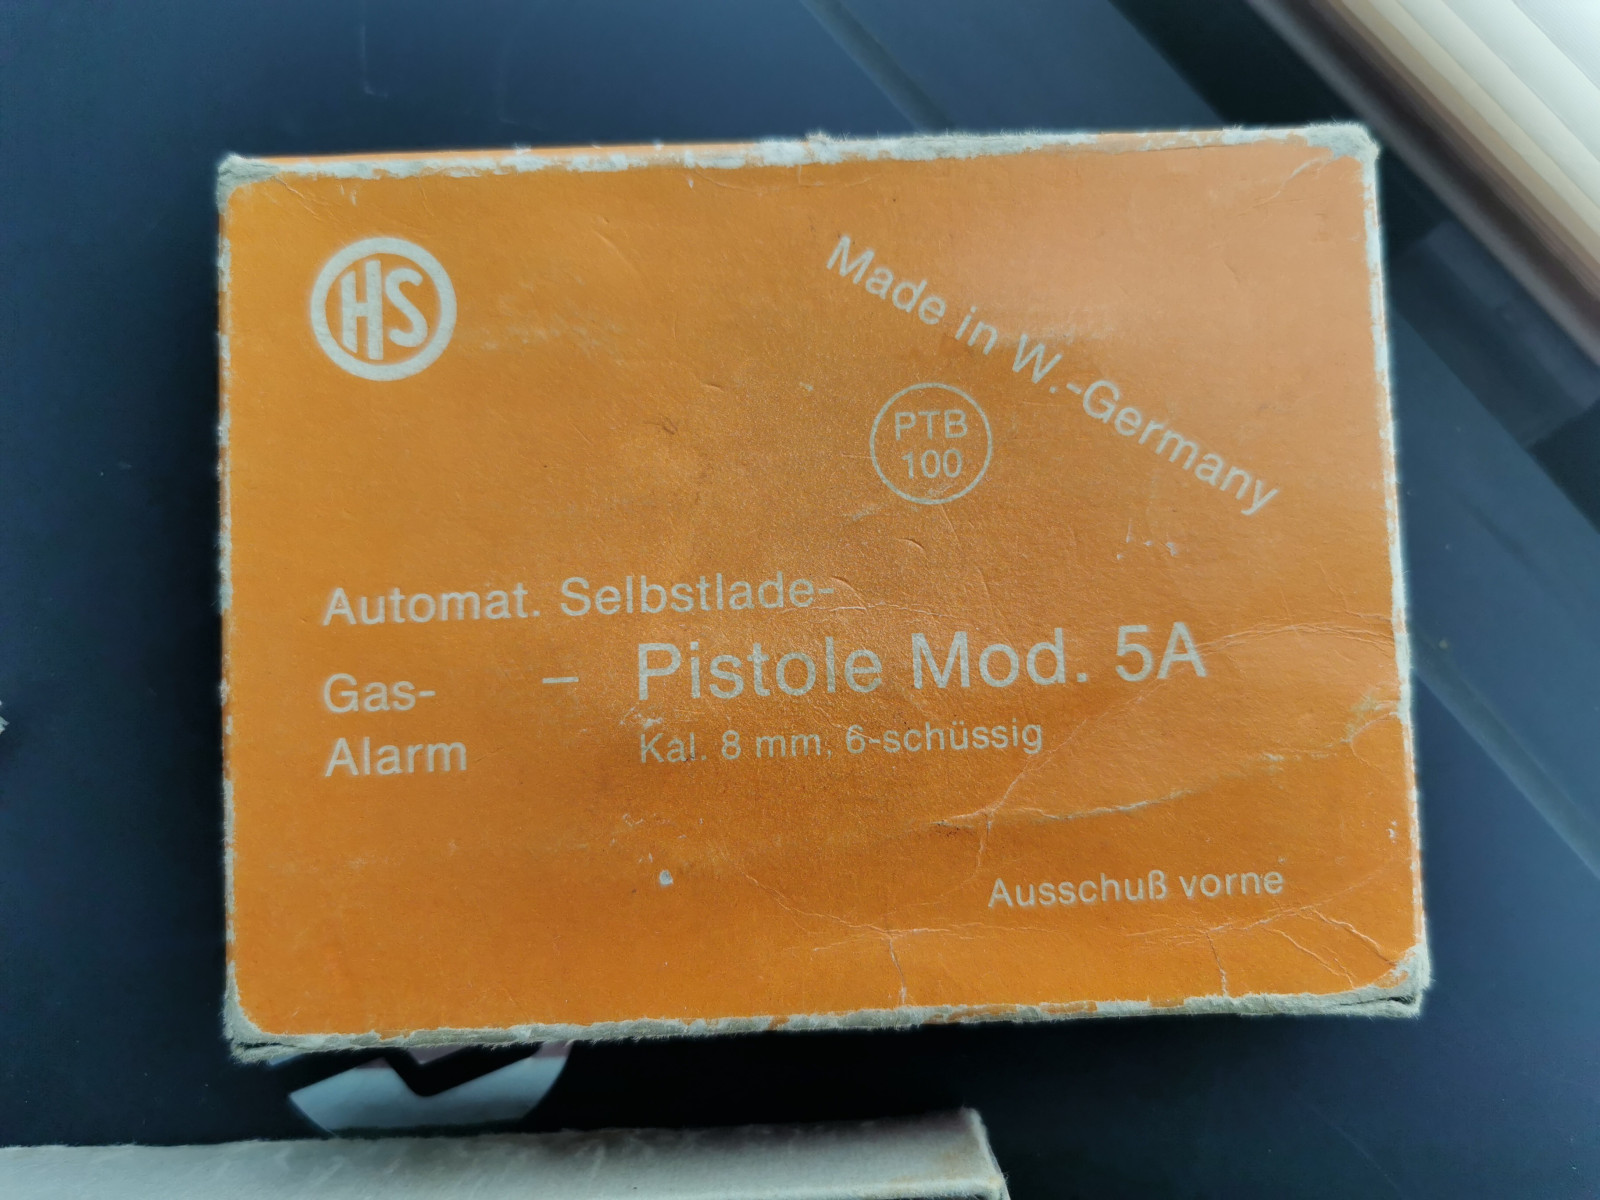 HS
Made in W.-Germany
PTB
100
Automat. Selbstlade-
Gas- – Pistole Mod. 5A
Alarm Kal. 8 mm, 6-schüssig
Ausschuß vorne